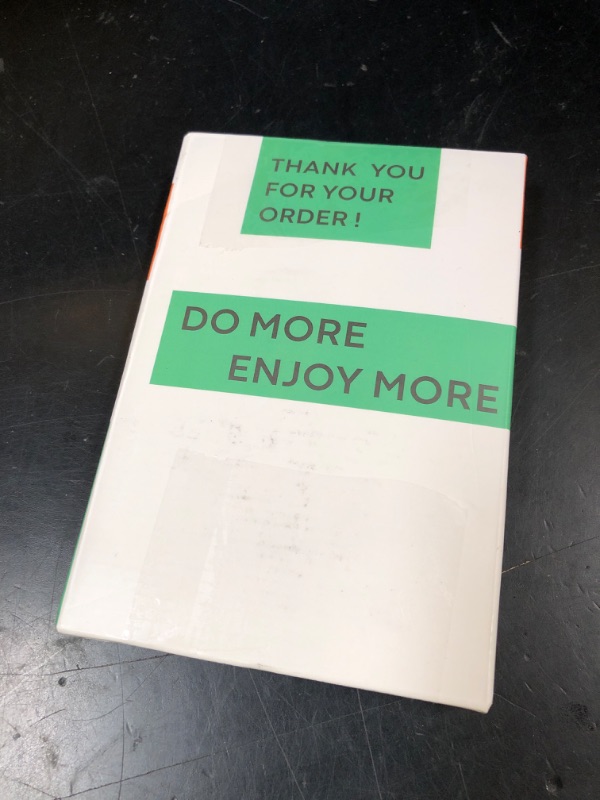 THANK YOU
FOR YOUR
ORDER !
DO MORE
ENJOY MORE